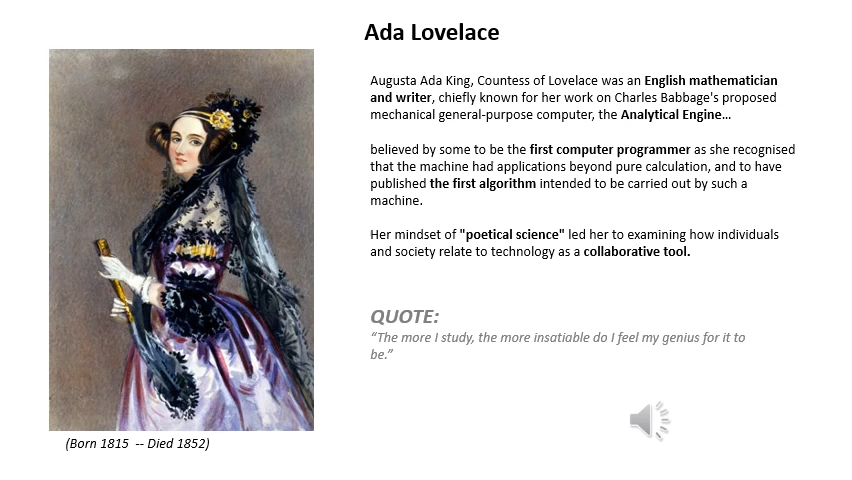 Ada Lovelace
Augusta Ada King, Countess of Lovelace was an English mathematician
and writer, chiefly known for her work on Charles Babbage's proposed
mechanical general-purpose computer, the Analytical Engine…
believed by some to be the first computer programmer as she recognised
that the machine had applications beyond pure calculation, and to have
published the first algorithm intended to be carried out by such a
machine.
Her mindset of "poetical science" led her to examining how individuals
and society relate to technology as a collaborative tool.
QUOTE:
“The more I study, the more insatiable do I feel my genius for it to
be.”
(Born 1815 -- Died 1852)